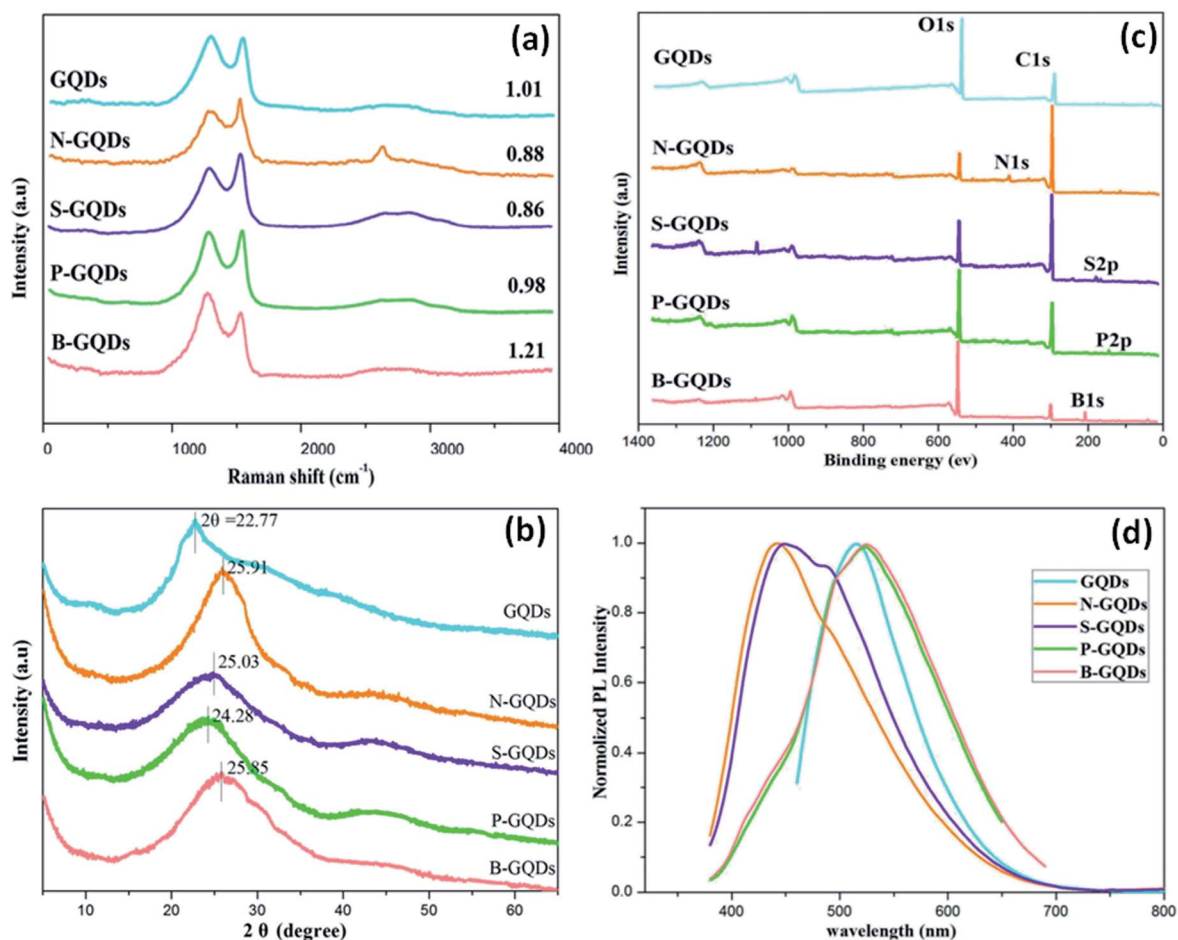 (a)
GQDs
1.01
N-GQDs
0.88
S-GQDs
0.86
P-GQDs
0.98
B-GQDs
1.21
Intensity (a.u)
0 1000 2000 3000 4000
Raman shift (cm⁻¹)
(c)
O1s
C1s
GQDs
N-GQDs
N1s
S-GQDs
S2p
P-GQDs
P2p
B-GQDs
B1s
Intensity (a.u)
1400 1200 1000 800 600 400 200 0
Binding energy (ev)
(b)
2θ =22.77
25.91
GQDs
25.03
N-GQDs
24.28
S-GQDs
25.85
P-GQDs
B-GQDs
Intensity (a.u)
10 20 30 40 50 60
2 θ (degree)
(d)
GQDs
N-GQDs
S-GQDs
P-GQDs
B-GQDs
Normolized PL Intensity
1.0
0.8
0.6
0.4
0.2
0.0
400 500 600 700 800
wavelength (nm)